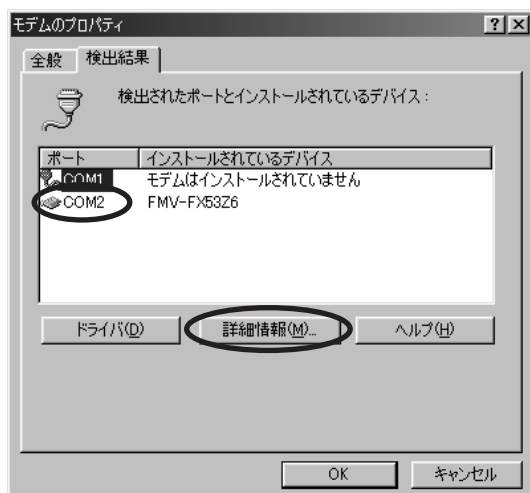 モデムのプロパティ
全般 検出結果
検出されたポートとインストールされているデバイス：
ポート インストールされているデバイス
COM1 モデムはインストールされていません
COM2 FMV-FX53Z6
ドライバ(D) 詳細情報(M)... ヘルプ(H)
OK キャンセル